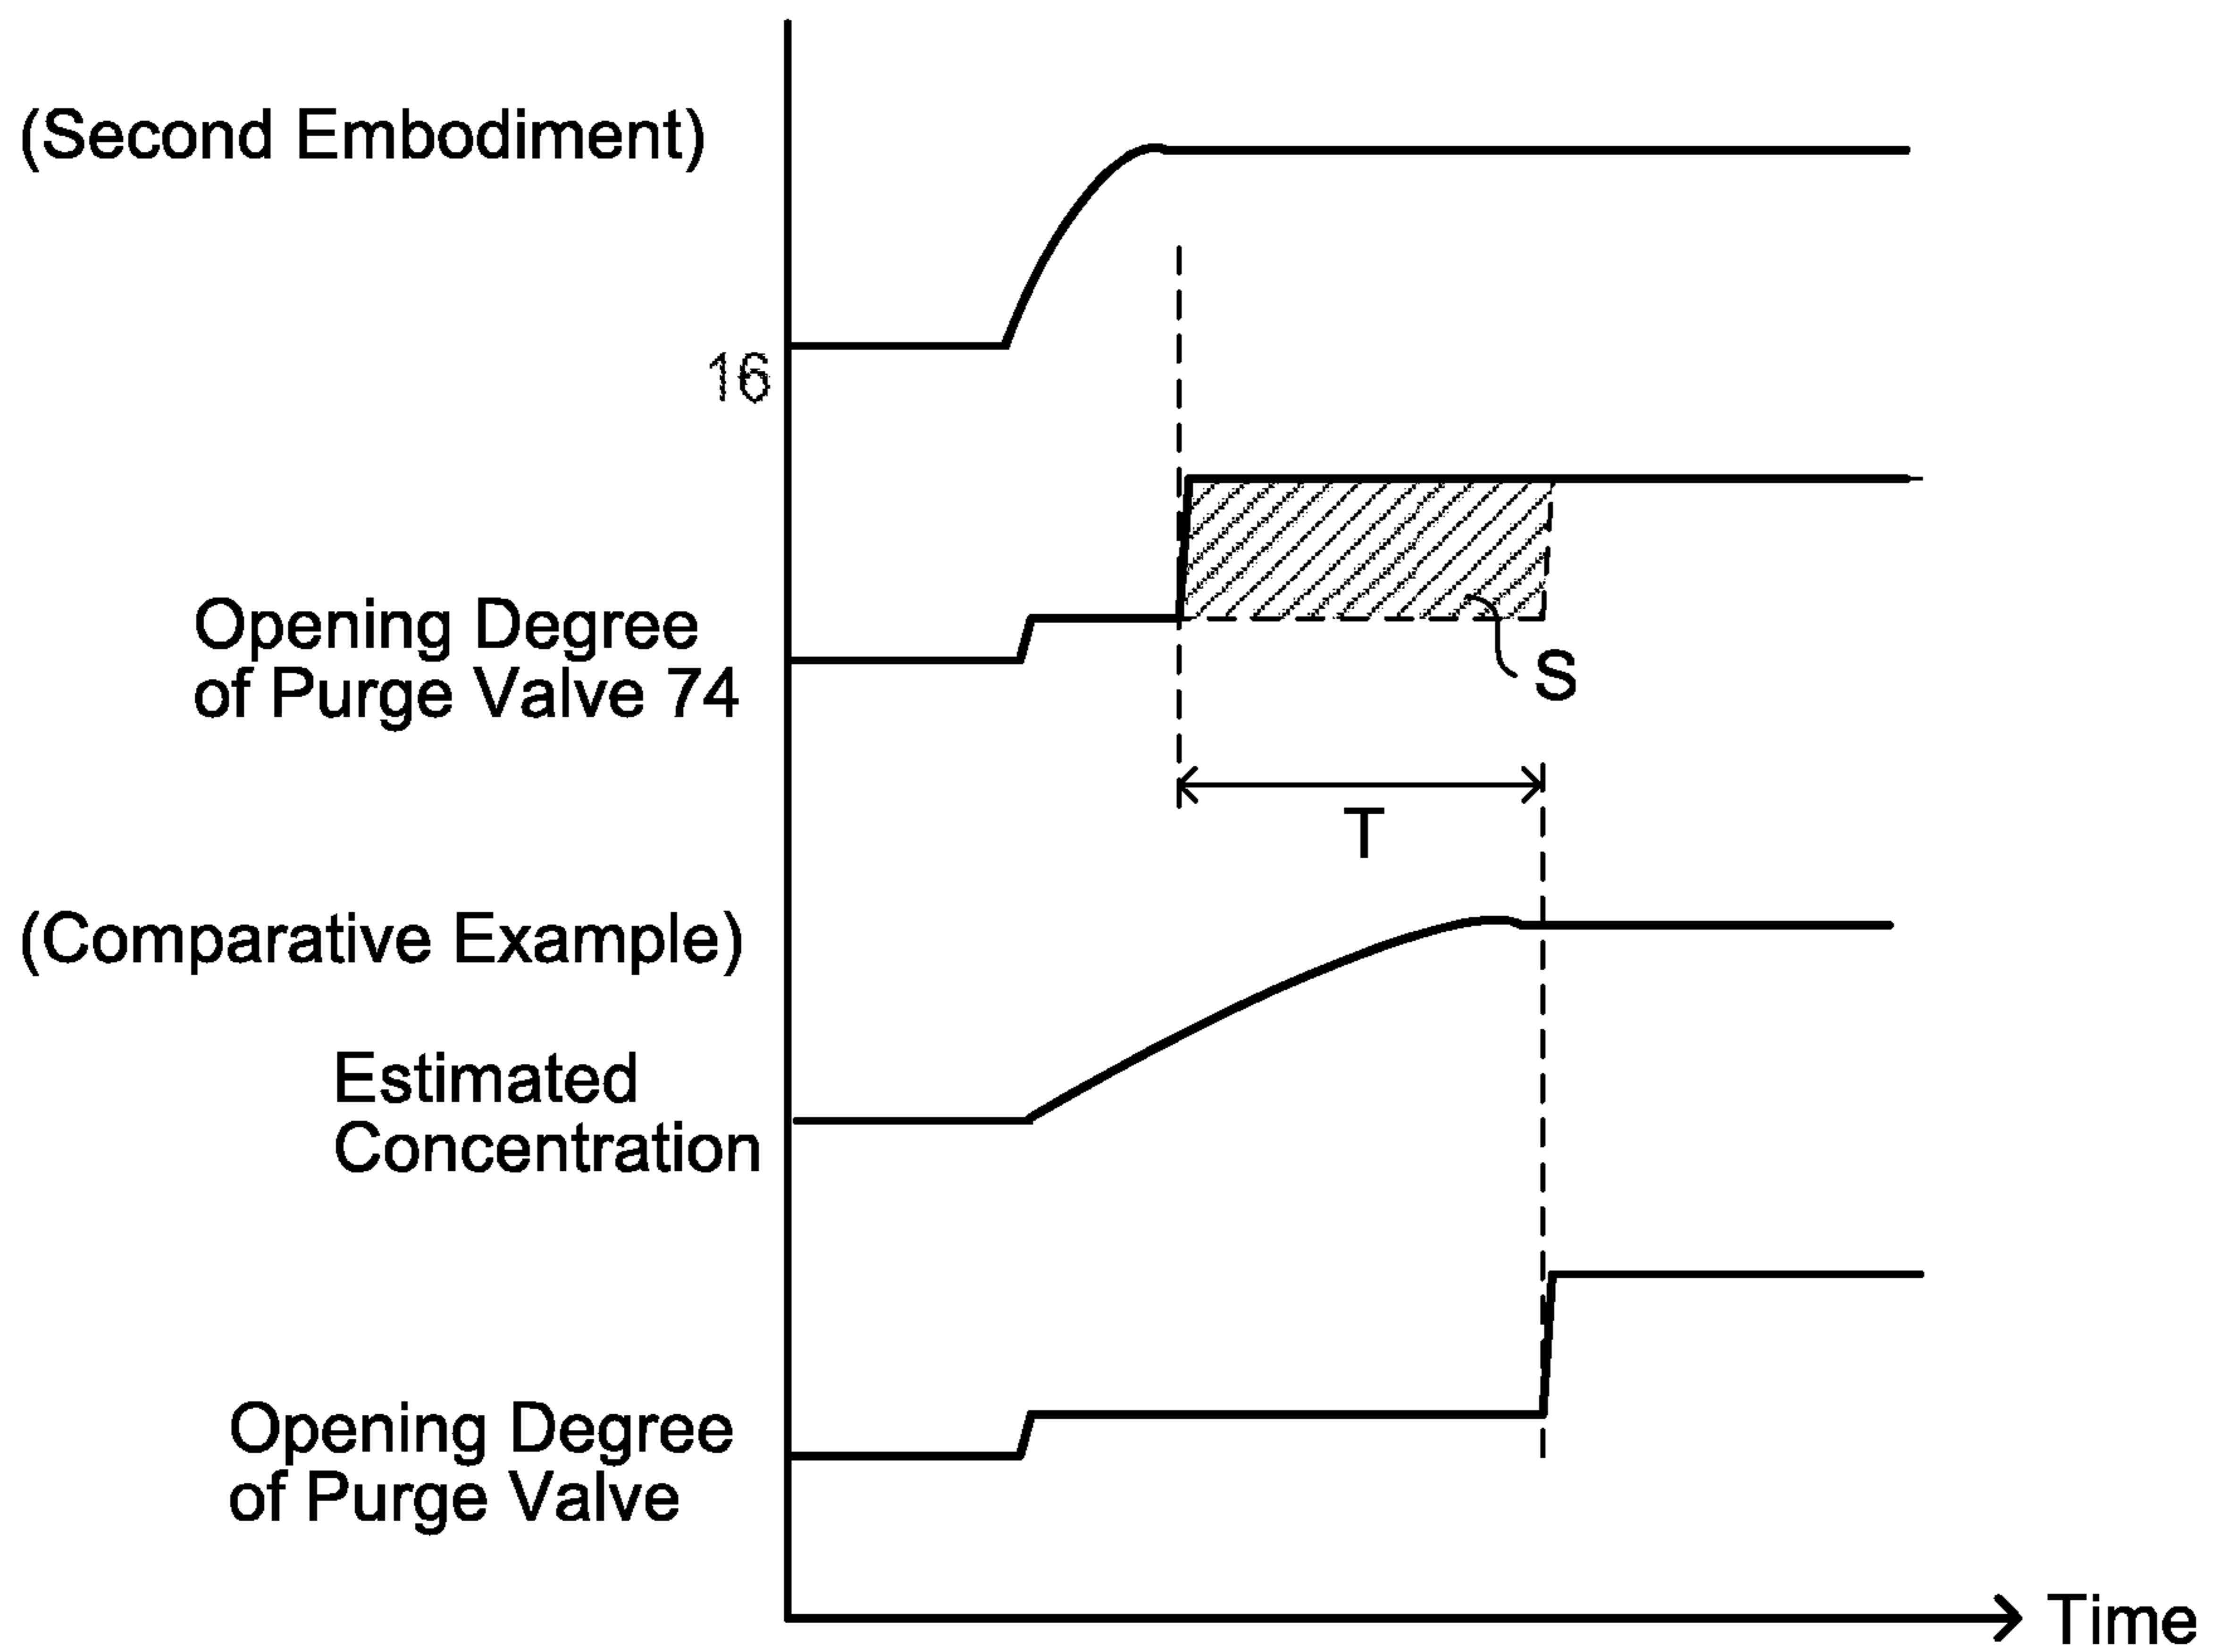 (Second Embodiment)
16
Opening Degree
of Purge Valve 74
S
T
(Comparative Example)
Estimated
Concentration
Opening Degree
of Purge Valve
Time